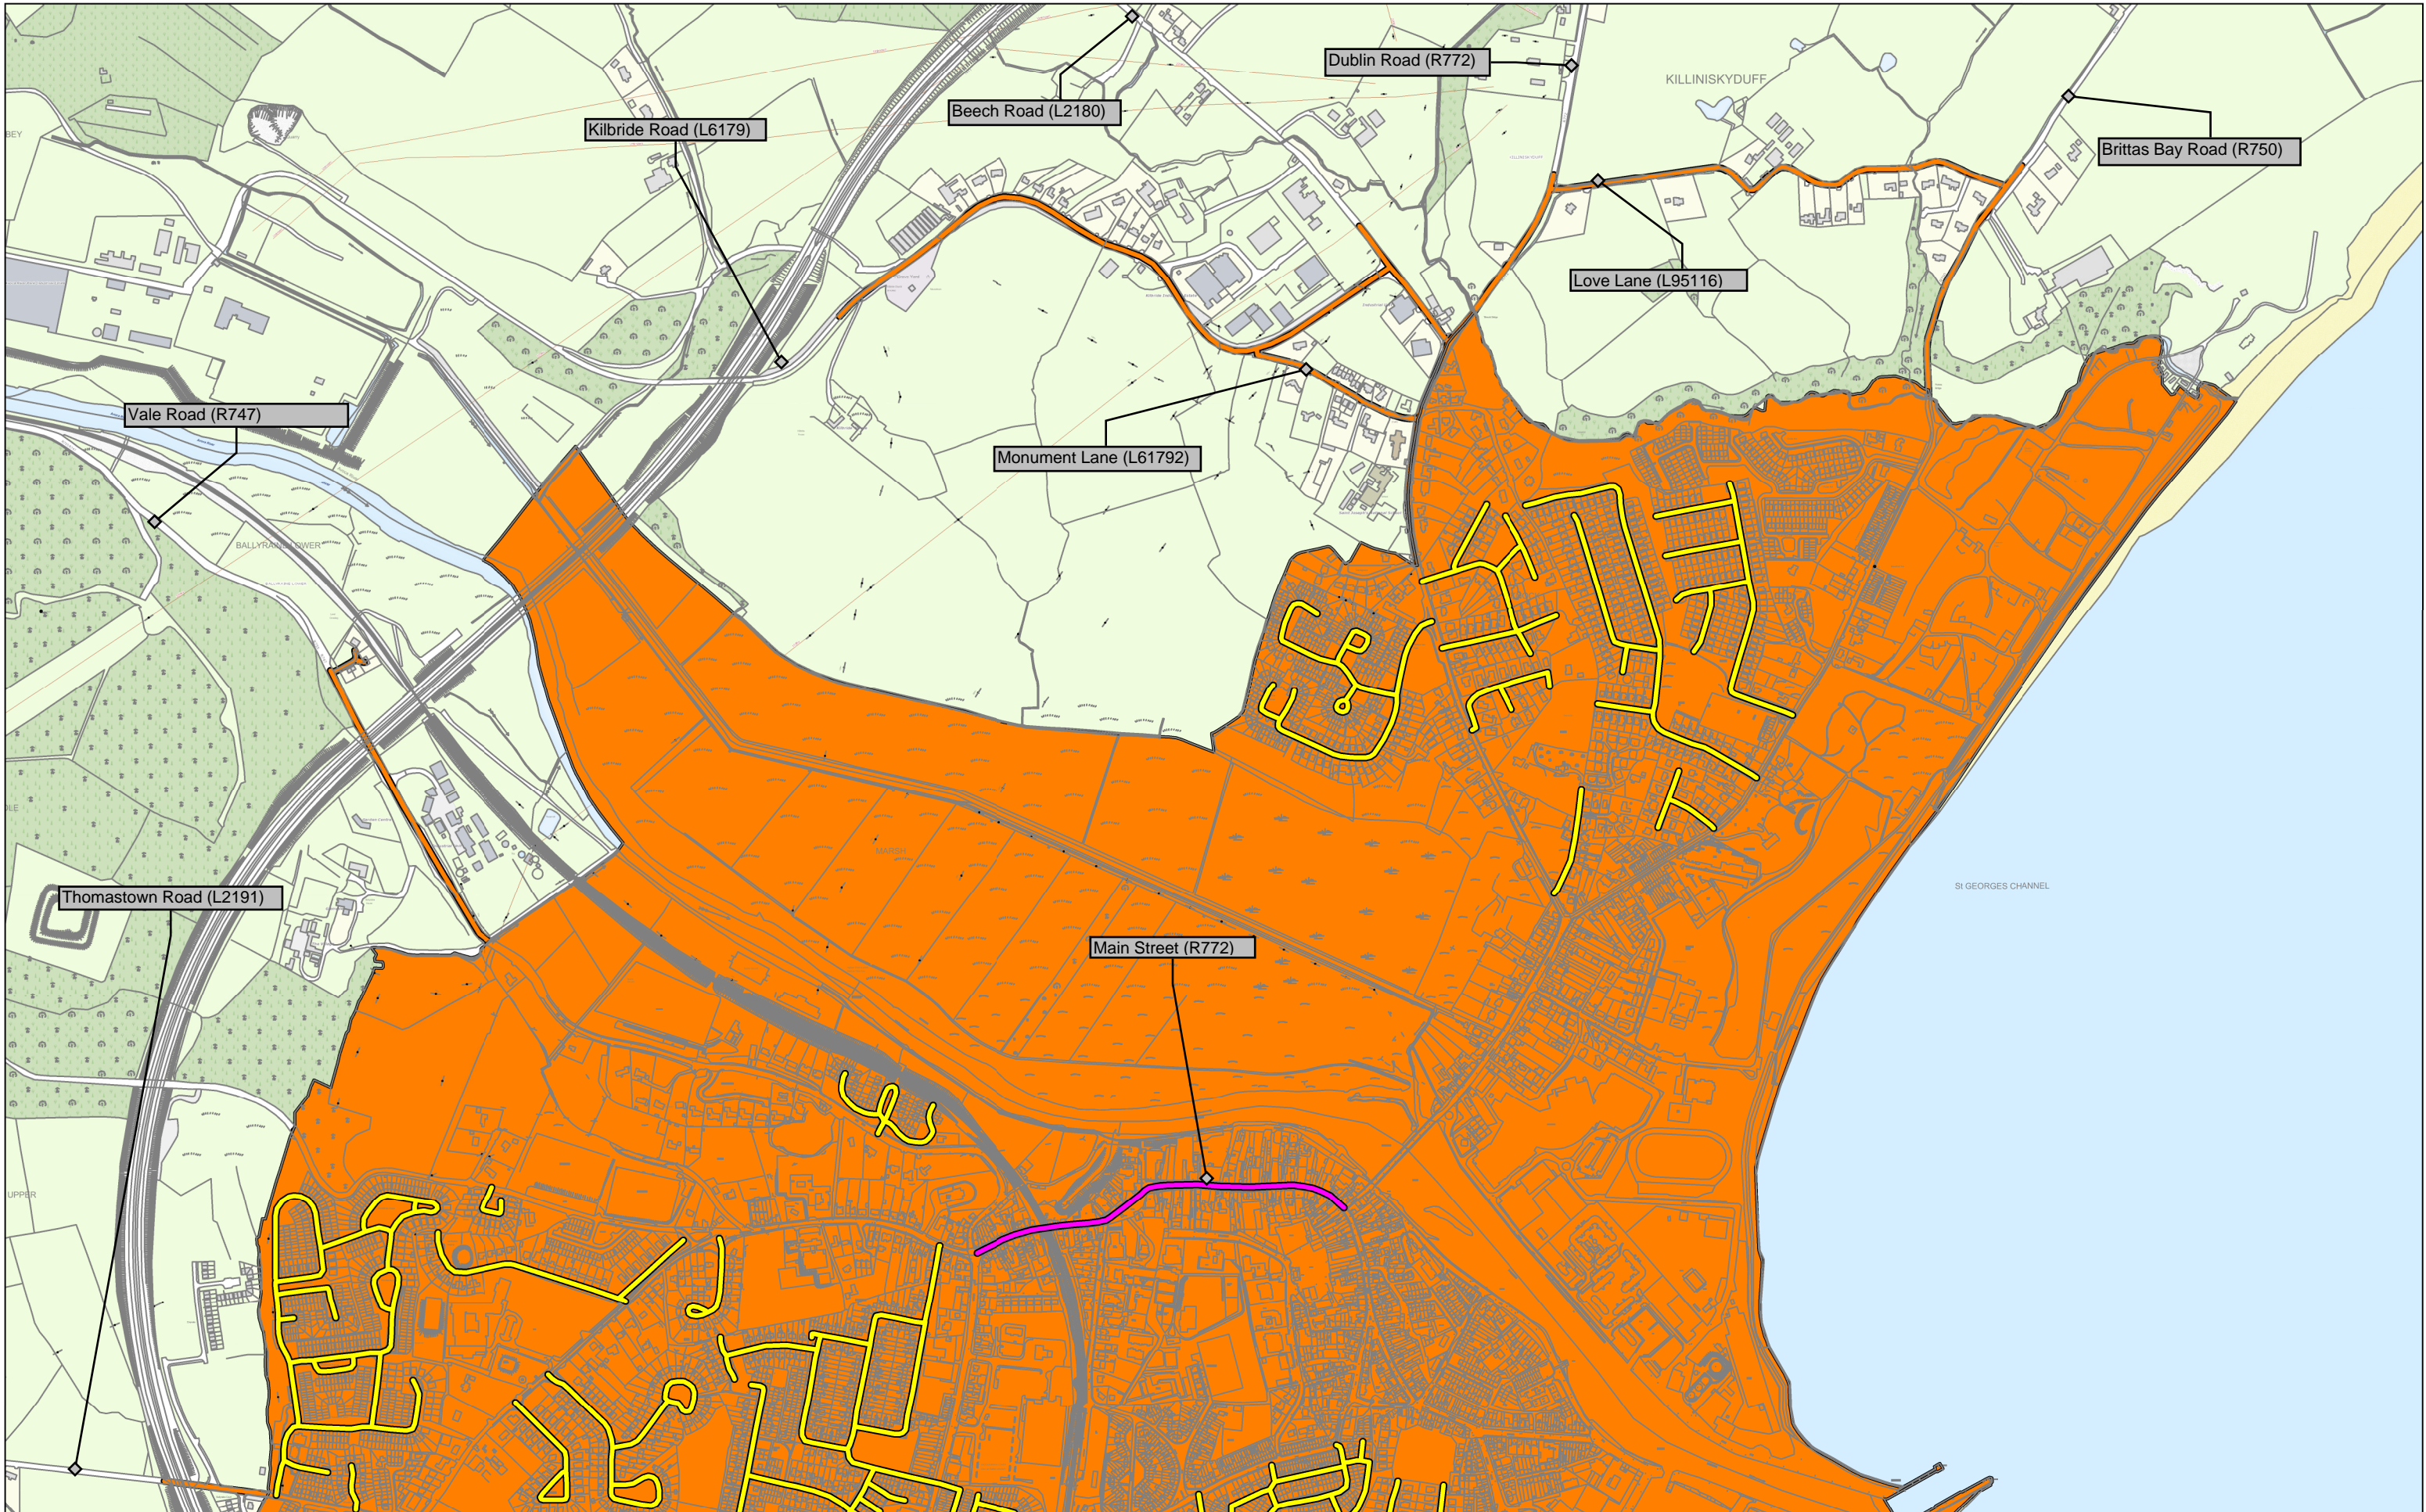 Dublin Road (R772)
KILLINISKYDUFF
Beech Road (L2180)
Kilbride Road (L6179)
Brittas Bay Road (R750)
Love Lane (L95116)
Vale Road (R747)
Monument Lane (L61792)
BALLYRAINE LOWER
MARSH
St GEORGES CHANNEL
Thomastown Road (L2191)
Main Street (R772)
UPPER